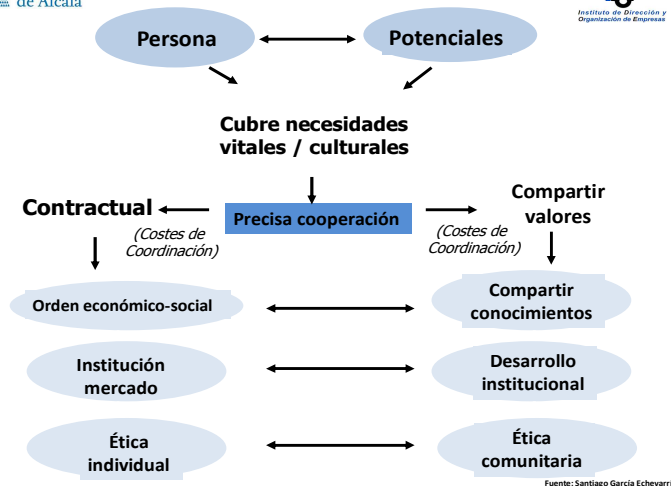 de Alcalá
Instituto de Dirección y
Organización de Empresas
Persona
Potenciales
Cubre necesidades
vitales / culturales
Contractual
Precisa cooperación
Compartir
valores
(Costes de
Coordinación)
(Costes de
Coordinación)
Orden económico-social
Compartir
conocimientos
Institución
mercado
Desarrollo
institucional
Ética
individual
Ética
comunitaria
Fuente: Santiago García Echevarrí